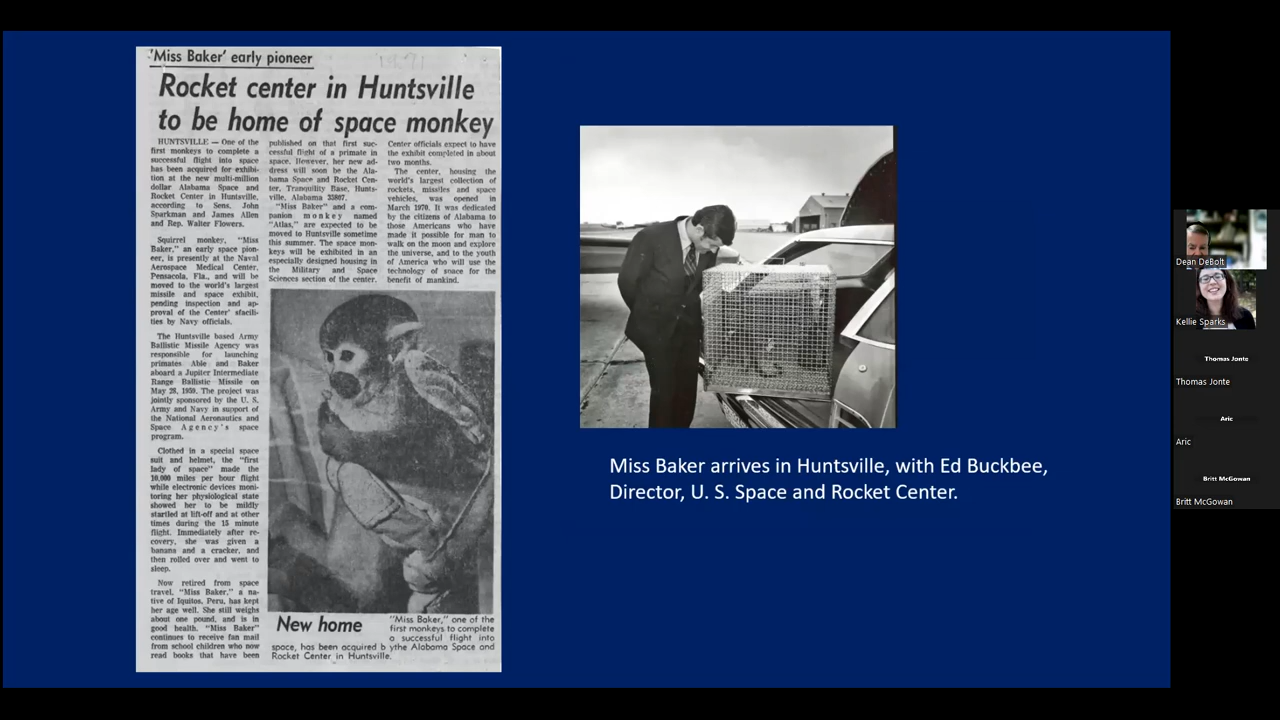 'Miss Baker' early pioneer
Rocket center in Huntsville
to be home of space monkey
HUNTSVILLE — One of the
first monkeys to complete a
successful flight into space
has been acquired for exhibi-
tion at the new multi-million
dollar Alabama Space and
Rocket Center in Huntsville,
according to Sens. John
Sparkman and James Allen
and Rep. Walter Flowers.
Squirrel monkey, "Miss
Baker," an early space pion-
eer, is presently at the Naval
Aerospace Medical Center,
Pensacola, Fla., and will be
moved to the world's largest
missile and space exhibit,
pending inspection and ap-
proval of the Center' sfacili-
ties by Navy officials.
The Huntsville based Army
Ballistic Missile Agency was
responsible for launching
primates Able and Baker
aboard a Jupiter Intermediate
Range Ballistic Missile on
May 28, 1959. The project was
jointly sponsored by the U. S.
Army and Navy in support of
the National Aeronautics and
Space Agency's space
program.
Clothed in a special space
suit and helmet, the "first
lady of space" made the
10,000 miles per hour flight
while electronic devices moni-
toring her physiological state
showed her to be mildly
startled at lift-off and at other
times during the 15 minute
flight. Immediately after re-
covery, she was given a
banana and a cracker, and
then rolled over and went to
sleep.
Now retired from space
travel, "Miss Baker," a na-
tive of Iquitos, Peru, has kept
her age well. She still weighs
about one pound, and is in
good health. "Miss Baker"
continues to receive fan mail
from school children who now
read books that have been
published on that first suc-
cessful flight of a primate in
space. However, her new ad-
dress will soon be the Ala-
bama Space and Rocket Cen-
ter, Tranquility Base, Hunts-
ville, Alabama 35807.
"Miss Baker" and a com-
panion monkey named
"Atlas," are expected to be
moved to Huntsville sometime
this summer. The space mon-
keys will be exhibited in an
especially designed housing in
the Military and Space
Sciences section of the center.
Center officials expect to have
the exhibit completed in about
two months.
The center, housing the
world's largest collection of
rockets, missiles and space
vehicles, was opened in
March 1970. It was dedicated
by the citizens of Alabama to
those Americans who have
made it possible for man to
walk on the moon and explore
the universe, and to the youth
of America who will use the
technology of space for the
benefit of mankind.
New home
"Miss Baker," one of the
first monkeys to complete
a successful flight into
space, has been acquired b ythe Alabama Space and
Rocket Center in Huntsville.
Miss Baker arrives in Huntsville, with Ed Buckbee,
Director, U. S. Space and Rocket Center.
Dean DeBolt
Kellie Sparks
Thomas Jonte
Thomas Jonte
Aric
Aric
Britt McGowan
Britt McGowan